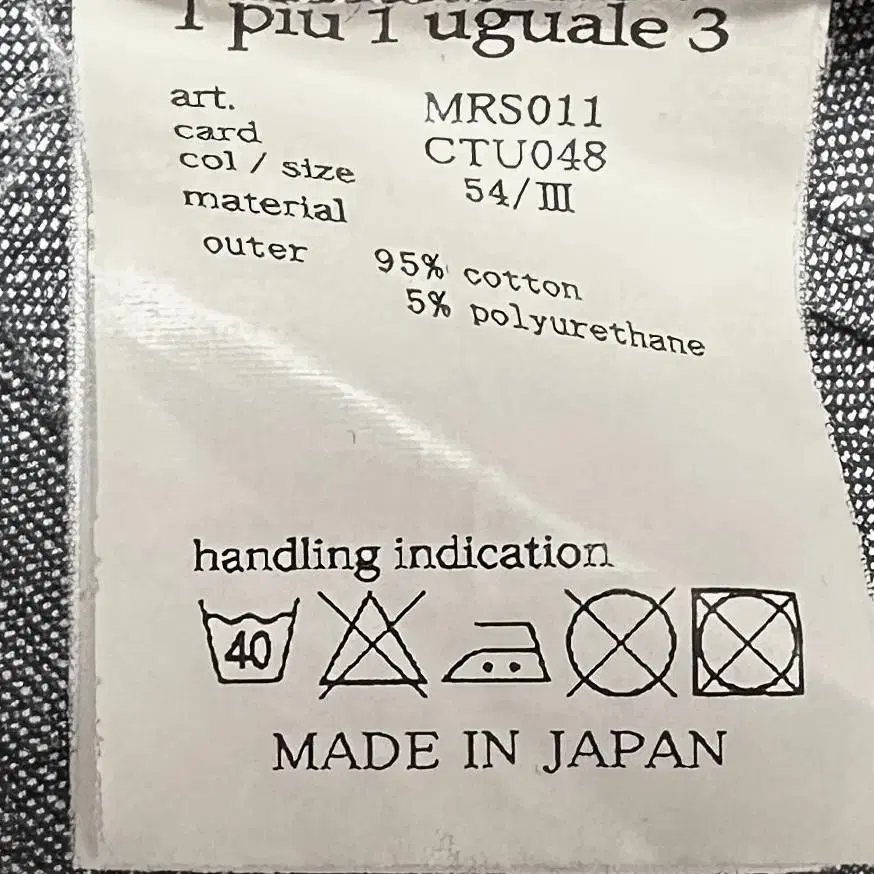 1 più 1 uguale 3
art. MRS011
card CTU048
col / size 54/III
material
outer 95% cotton
5% polyurethane
handling indication
40
MADE IN JAPAN